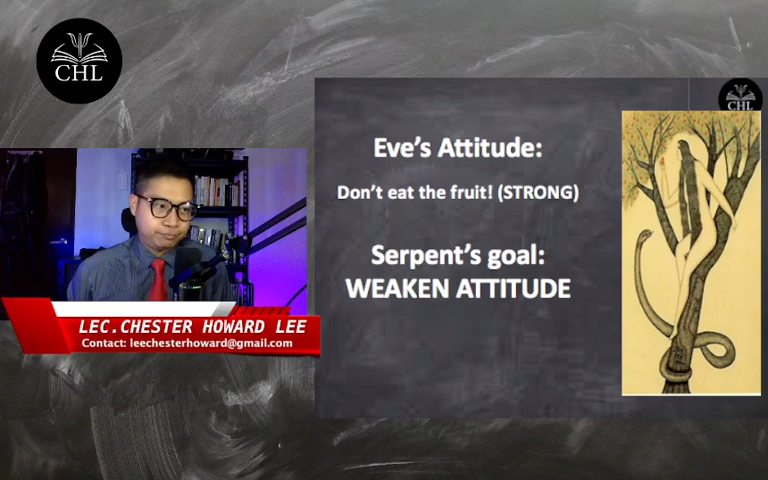 CHL
CHL
Eve's Attitude:
Don't eat the fruit! (STRONG)
Serpent's goal:
WEAKEN ATTITUDE
LEC.CHESTER HOWARD LEE
Contact: leechesterhoward@gmail.com